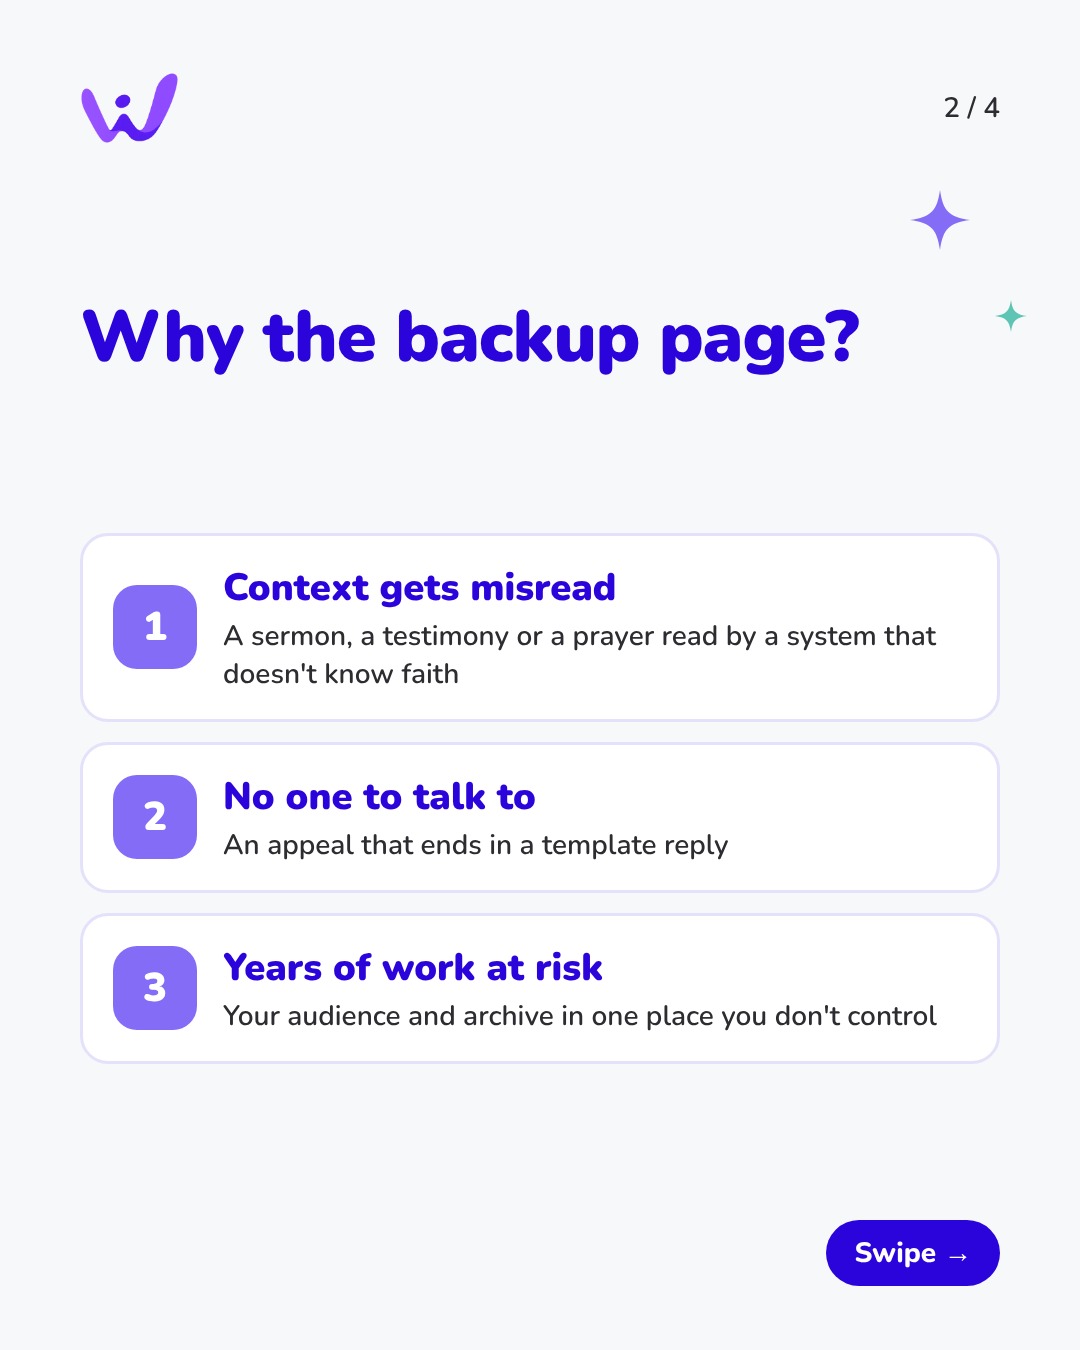 2 / 4
Why the backup page?
1
Context gets misread
A sermon, a testimony or a prayer read by a system that
doesn't know faith
2
No one to talk to
An appeal that ends in a template reply
3
Years of work at risk
Your audience and archive in one place you don't control
Swipe →